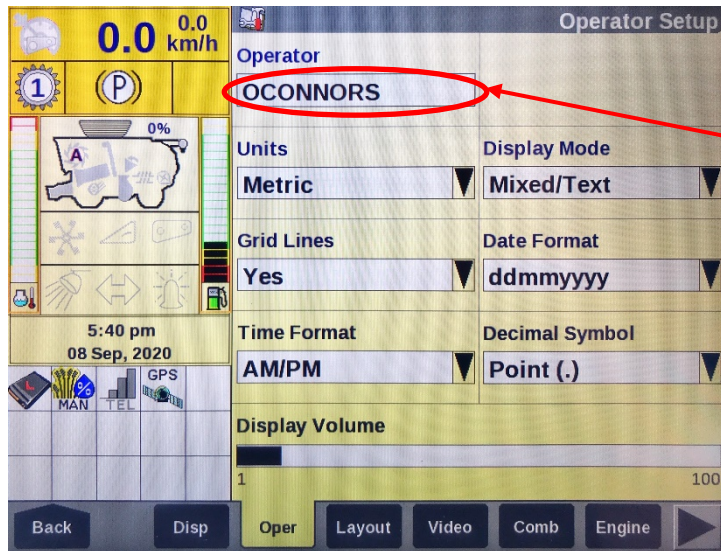 0.0
0.0
km/h
1
(P)
0%
A
5:40 pm
08 Sep, 2020
MAN
TEL
GPS
Operator Setup
Operator
OCONNORS
Units
Metric
Display Mode
Mixed/Text
Grid Lines
Yes
Date Format
ddmmyyyy
Time Format
AM/PM
Decimal Symbol
Point (.)
Display Volume
1
100
Back
Disp
Oper
Layout
Video
Comb
Engine